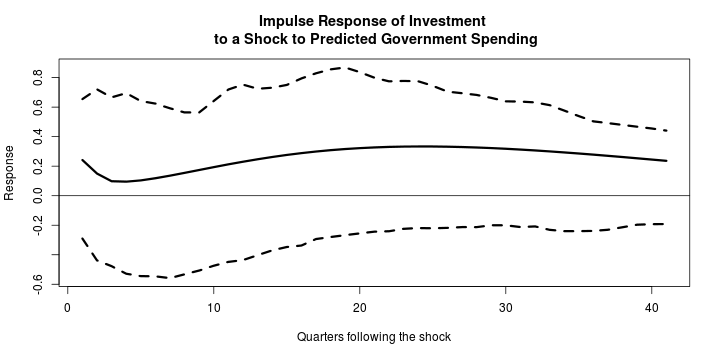 Impulse Response of Investment
to a Shock to Predicted Government Spending
Response
0.8
0.6
0.4
0.2
0.0
-0.2
-0.6
0 10 20 30 40
Quarters following the shock